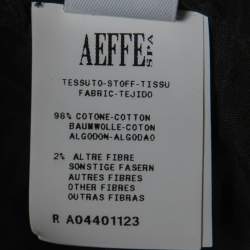 AEFFE SPA
TESSUTO-STOFF-TISSU
FABRIC-TEJIDO
98% COTONE-COTTON
BAUMWOLLE-COTON
ALGODON-ALGODAO
2% ALTRE FIBRE
SONSTIGE FASERN
AUTRES FIBRES
OTHER FIBRES
OUTRAS FIBRAS
R A04401123